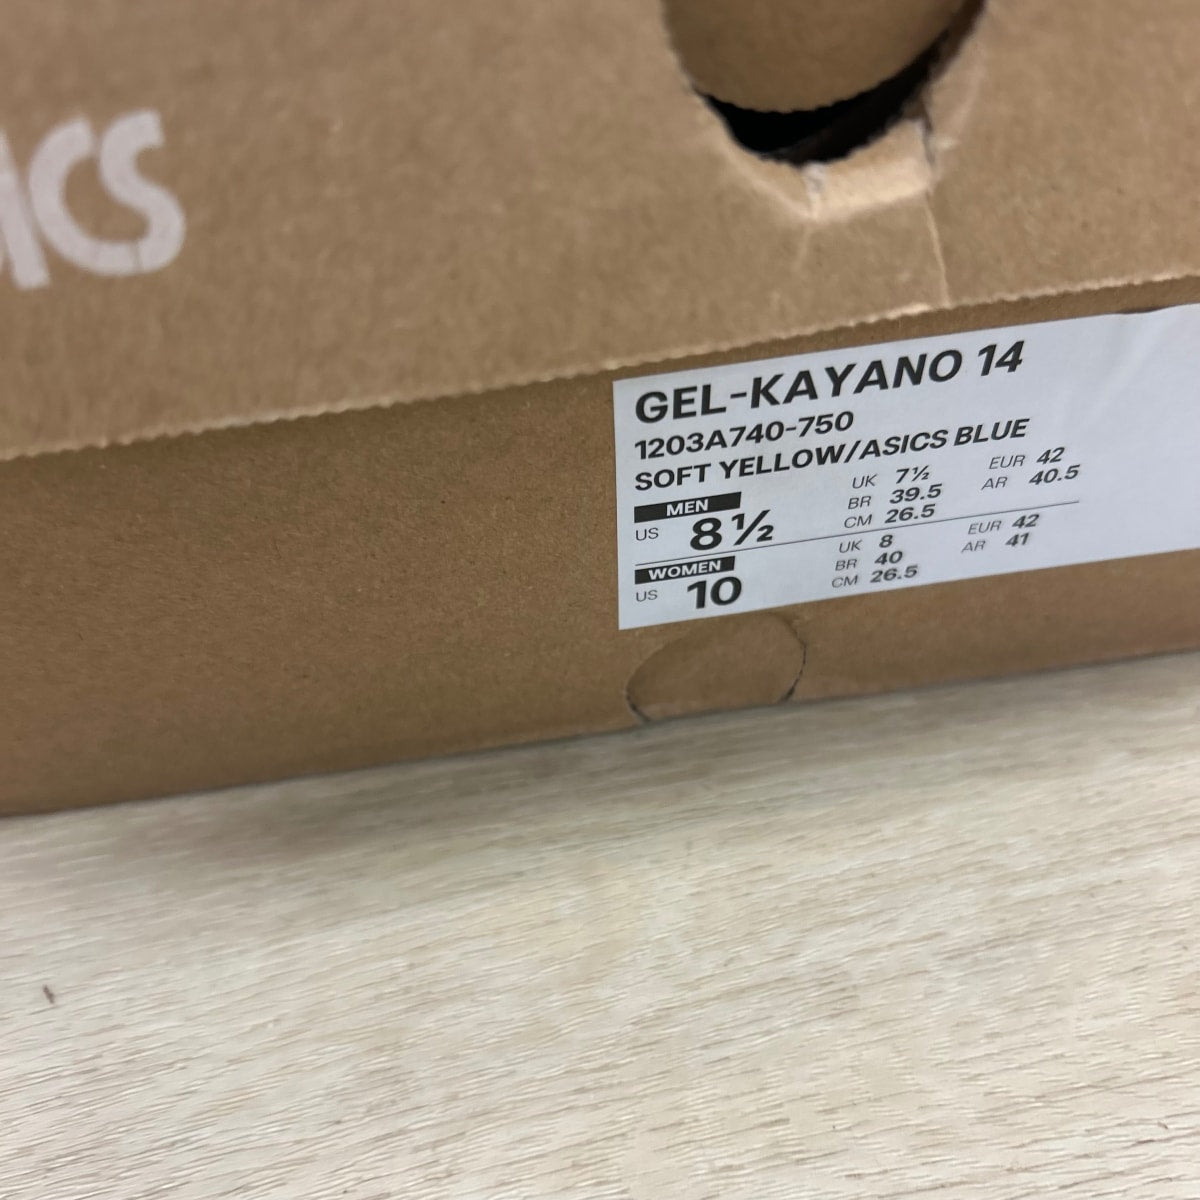 ICS
GEL-KAYANO 14
1203A740-750
SOFT YELLOW/ASICS BLUE
MEN
US 8½
UK 7½ EUR 42
BR 39.5 AR 40.5
CM 26.5
WOMEN
US 10
UK 8 EUR 42
BR 40 AR 41
CM 26.5